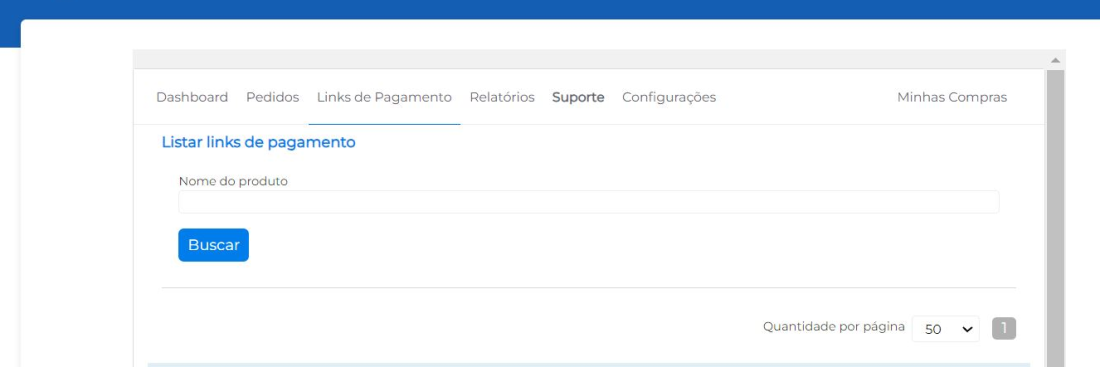 Dashboard Pedidos Links de Pagamento Relatórios Suporte Configurações Minhas Compras
Listar links de pagamento
Nome do produto
Buscar
Quantidade por página 50 1